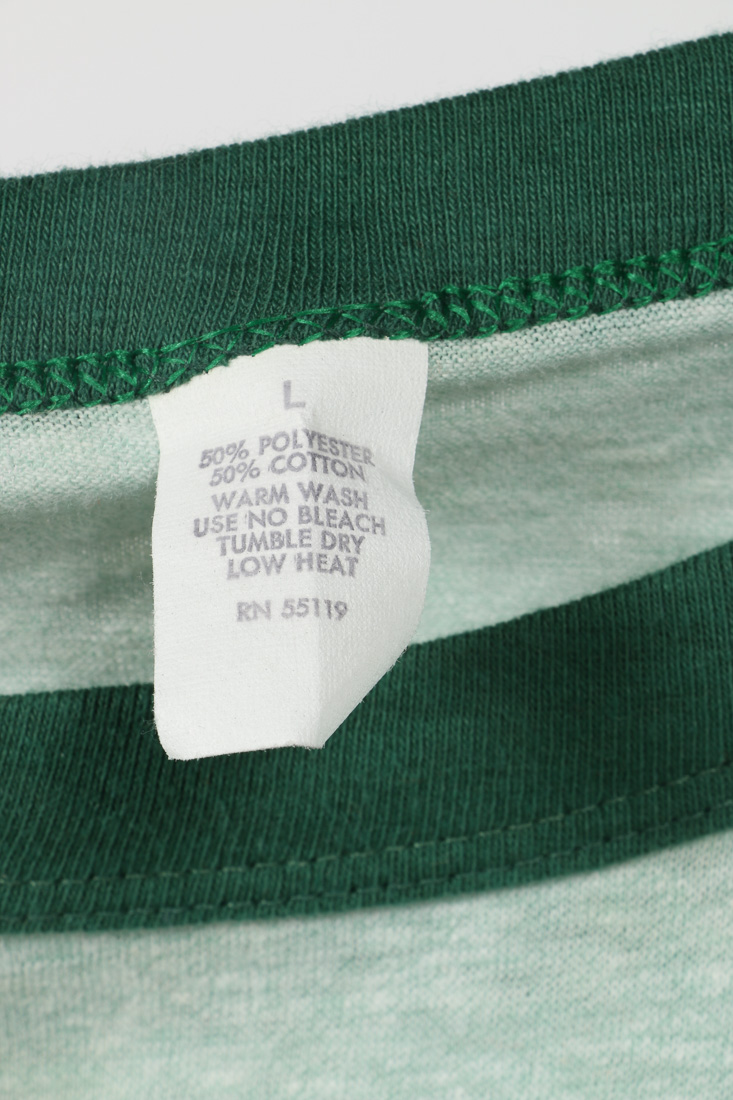 L
50% POLYESTER
50% COTTON
WARM WASH
USE NO BLEACH
TUMBLE DRY
LOW HEAT
RN 55119